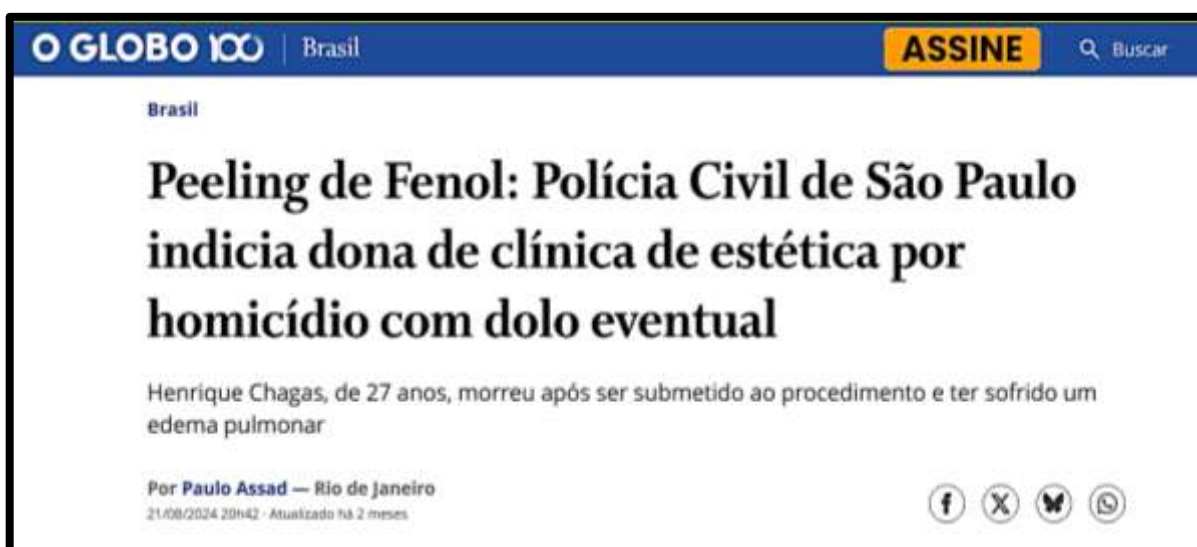 O GLOBO 100 | Brasil ASSINE Buscar
Brasil
Peeling de Fenol: Polícia Civil de São Paulo
indicia dona de clínica de estética por
homicídio com dolo eventual
Henrique Chagas, de 27 anos, morreu após ser submetido ao procedimento e ter sofrido um
edema pulmonar
Por Paulo Assad — Rio de Janeiro
21/08/2024 20h42 · Atualizado há 2 meses